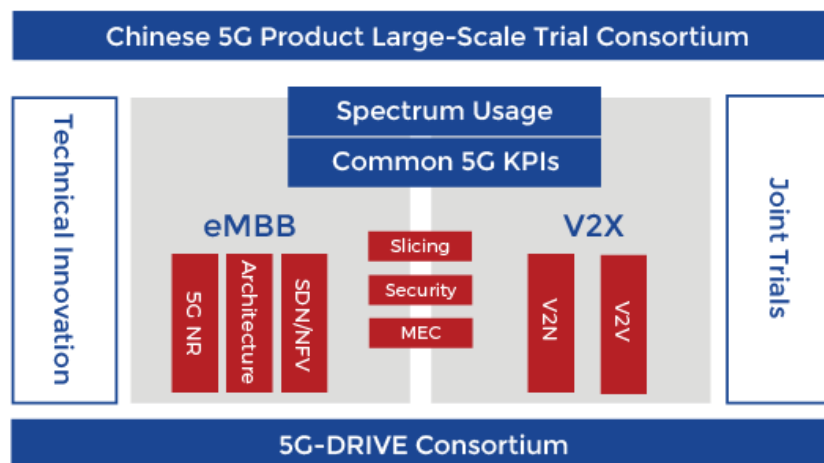 Chinese 5G Product Large-Scale Trial Consortium
Technical Innovation
Spectrum Usage
Common 5G KPIs
eMBB
5G NR
Architecture
SDN/NFV
Slicing
Security
MEC
V2X
V2N
V2V
Joint Trials
5G-DRIVE Consortium